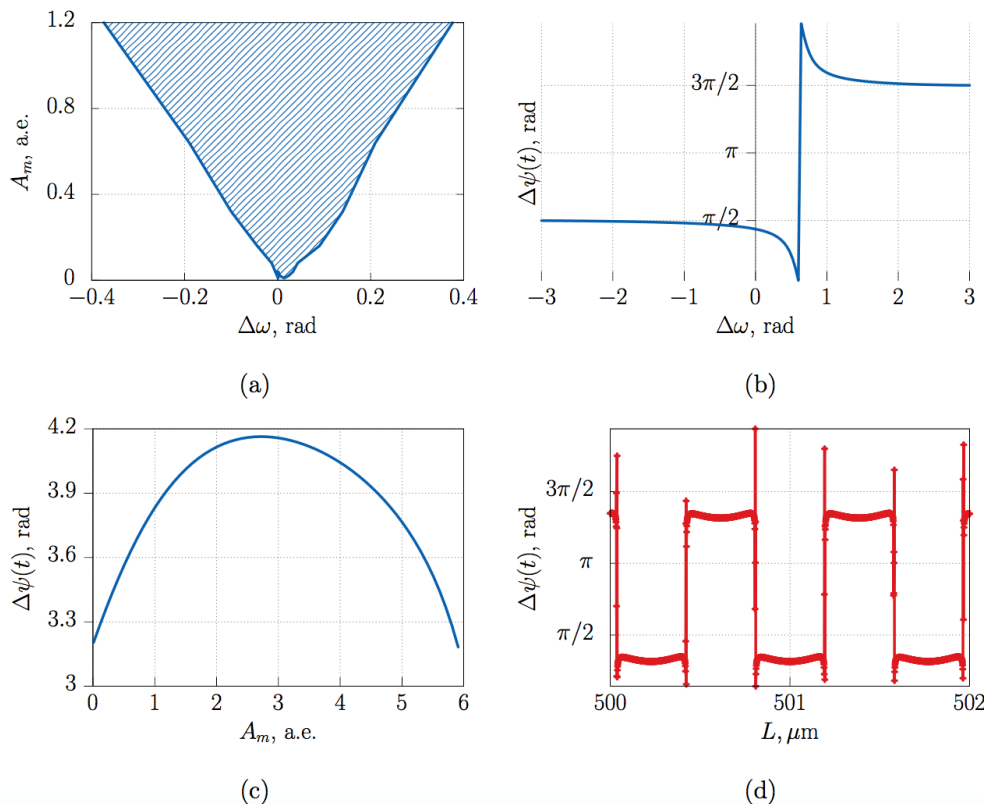 1.2
0.8
0.4
0
A_m, a.e.
−0.4 −0.2 0 0.2 0.4
Δω, rad
(a)
3π/2
π
π/2
Δψ(t), rad
−3 −2 −1 0 1 2 3
Δω, rad
(b)
4.2
3.9
3.6
3.3
3
Δψ(t), rad
0 1 2 3 4 5 6
A_m, a.e.
(c)
3π/2
π
π/2
Δψ(t), rad
500 501 502
L, μm
(d)